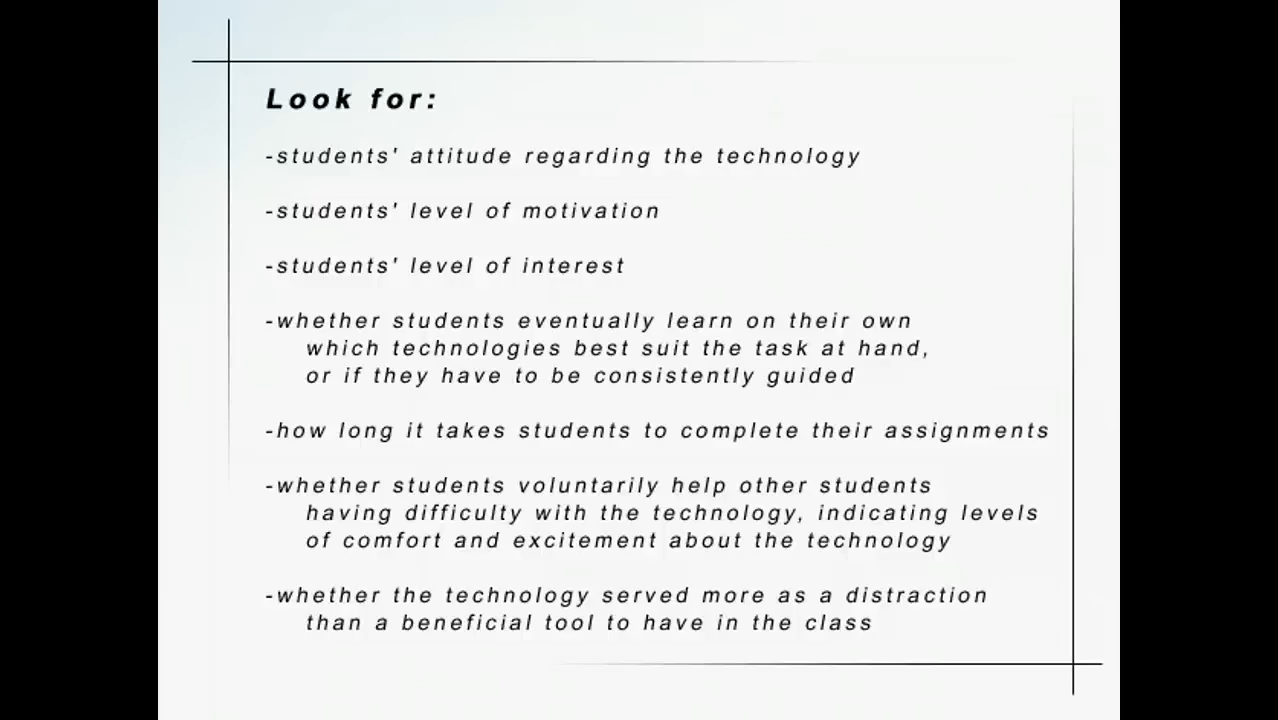 Look for:
-students' attitude regarding the technology
-students' level of motivation
-students' level of interest
-whether students eventually learn on their own
which technologies best suit the task at hand,
or if they have to be consistently guided
-how long it takes students to complete their assignments
-whether students voluntarily help other students
having difficulty with the technology, indicating levels
of comfort and excitement about the technology
-whether the technology served more as a distraction
than a beneficial tool to have in the class